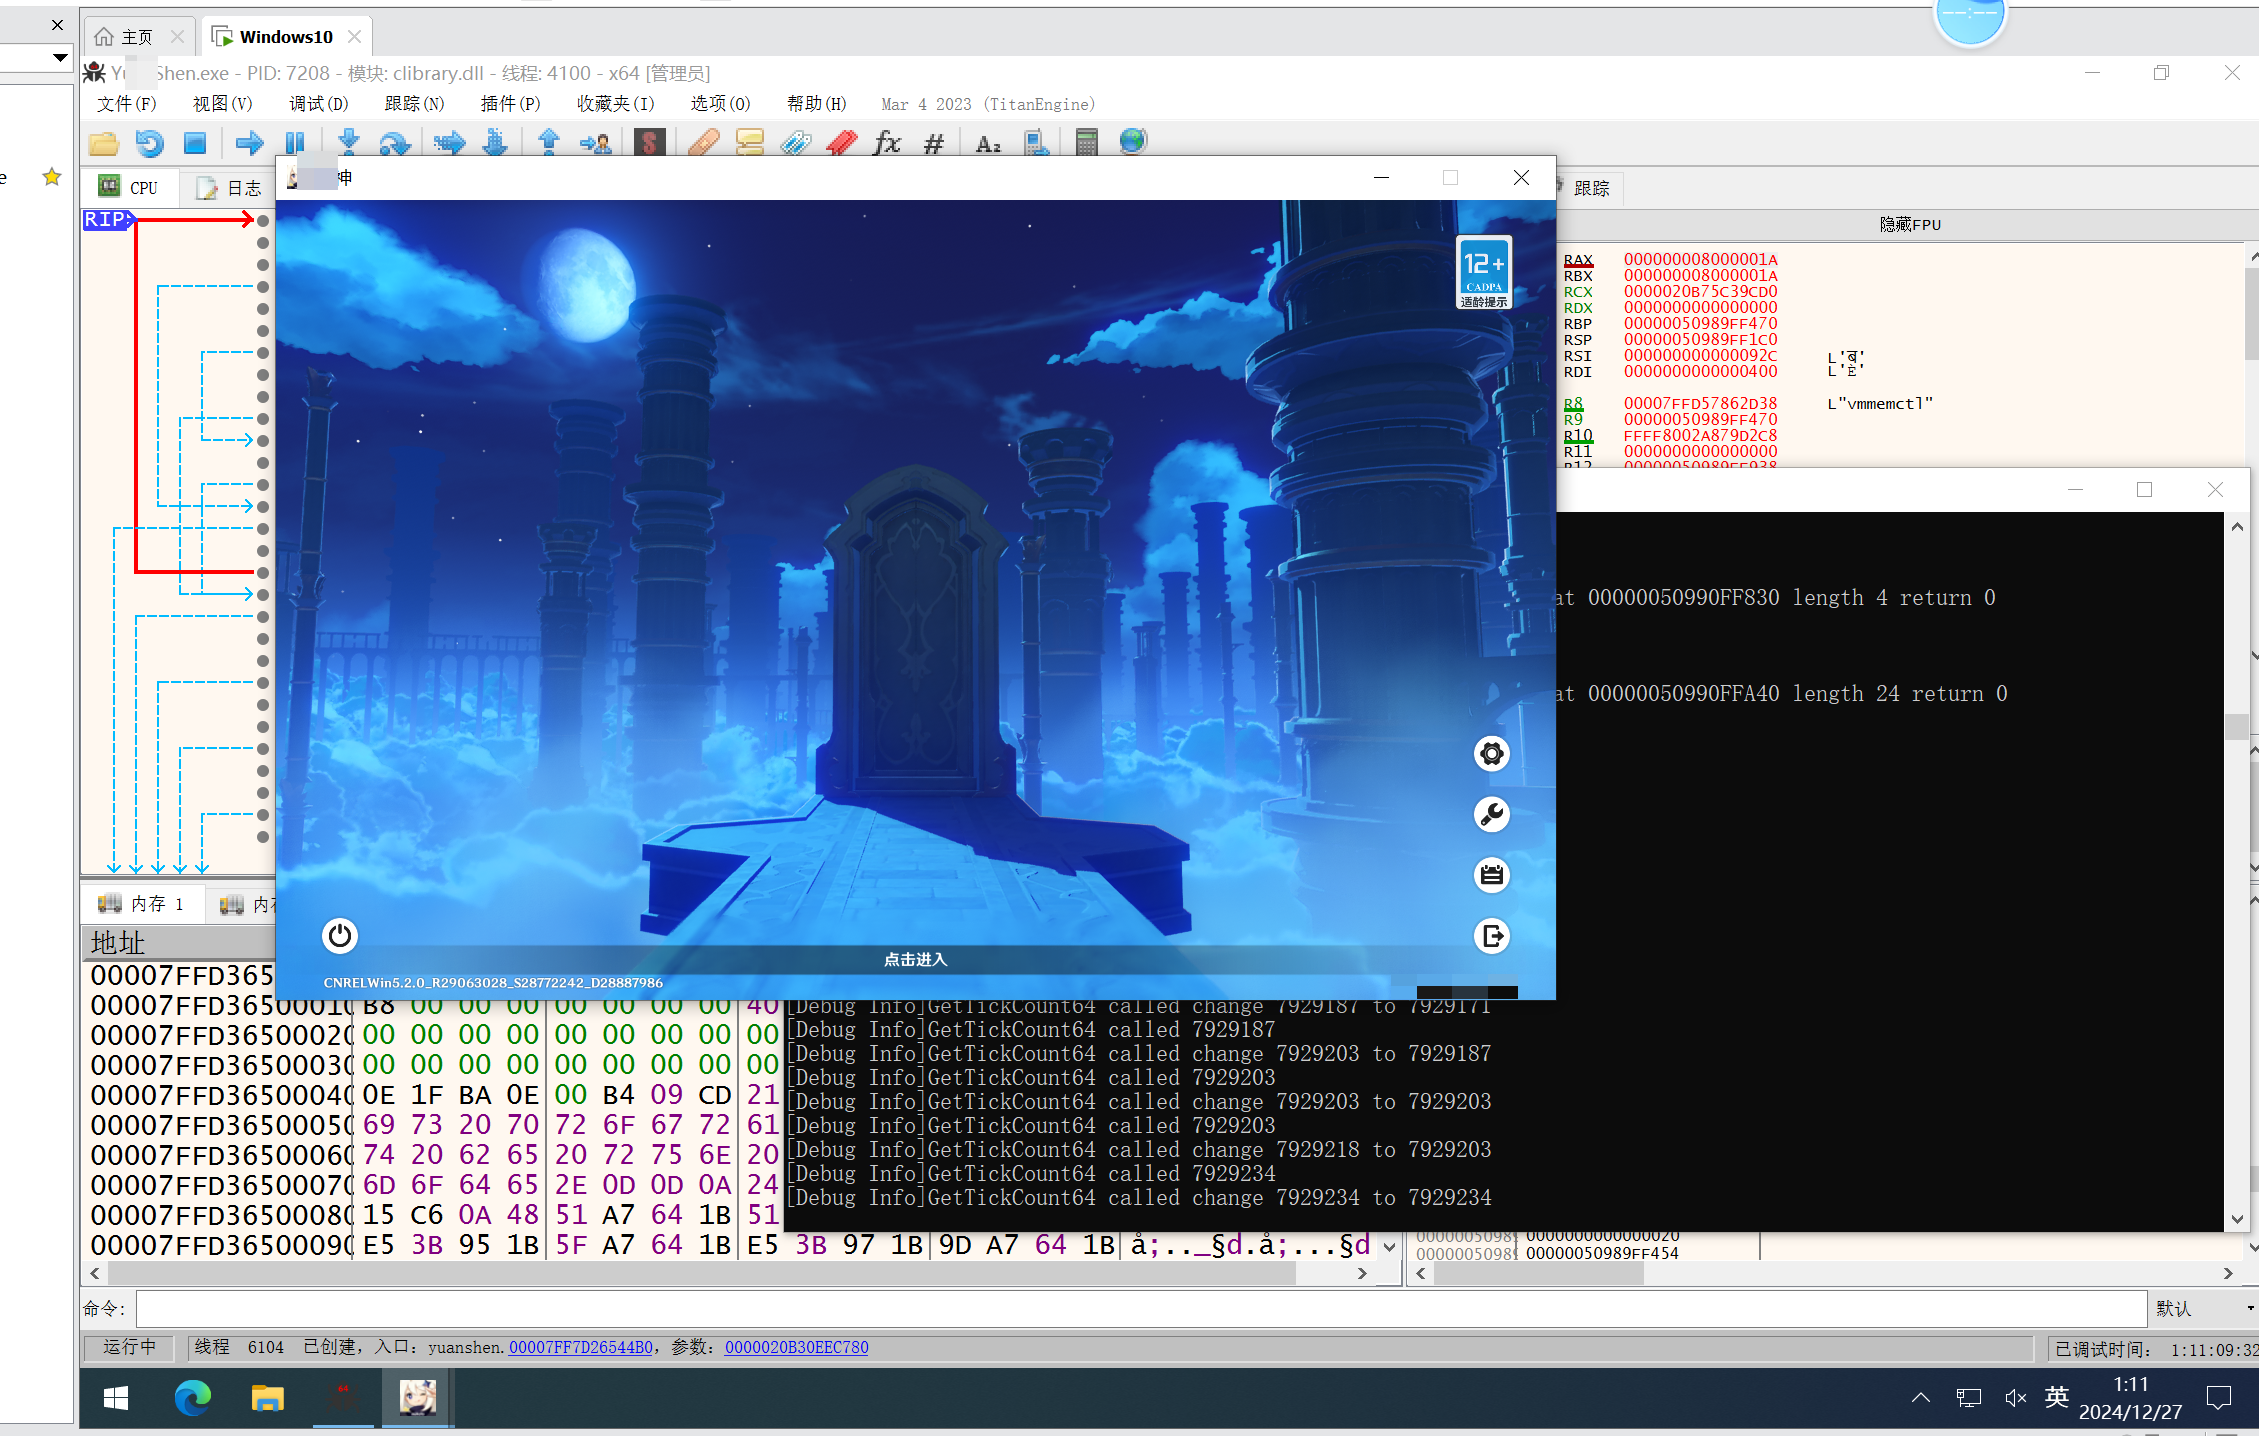 主页
Windows10
Yu Shen.exe - PID: 7208 - 模块: clibrary.dll - 线程: 4100 - x64 [管理员]
文件(F) 视图(V) 调试(D) 跟踪(N) 插件(P) 收藏夹(I) 选项(O) 帮助(H) Mar 4 2023 (TitanEngine)
e
CPU
日志
神
跟踪
RIP
隐藏FPU
12+
CADPA
适龄提示
RAX 000000008000001A
RBX 000000008000001A
RCX 0000020B75C39CD0
RDX 0000000000000000
RBP 00000050989FF470
RSP 00000050989FF1C0
RSI 000000000000092C L'ब'
RDI 0000000000000400 L'Ѐ'
R8 00007FFD57862D38 L"vmmemctl"
R9 00000050989FF470
R10 FFFF8002A879D2C8
R11 0000000000000000
R12 00000050989FF938
at 00000050990FF830 length 4 return 0
at 00000050990FFA40 length 24 return 0
点击进入
CNRELWin5.2.0_R29063028_S28772242_D28887986
内存 1
地址
00007FFD365
00007FFD3650001 B8 00 00 00 00 00 00 00 40
00007FFD3650002 00 00 00 00 00 00 00 00 00
00007FFD3650003 00 00 00 00 00 00 00 00 00
00007FFD3650004 0E 1F BA 0E 00 B4 09 CD 21
00007FFD3650005 69 73 20 70 72 6F 67 72 61
00007FFD3650006 74 20 62 65 20 72 75 6E 20
00007FFD3650007 6D 6F 64 65 2E 0D 0D 0A 24
00007FFD3650008 15 C6 0A 48 51 A7 64 1B 51
00007FFD3650009 E5 3B 95 1B 5F A7 64 1B E5 3B 97 1B 9D A7 64 1B å;.._§d.å;...§d
[Debug Info]GetTickCount64 called change 7929187 to 7929171
[Debug Info]GetTickCount64 called 7929187
[Debug Info]GetTickCount64 called change 7929203 to 7929187
[Debug Info]GetTickCount64 called 7929203
[Debug Info]GetTickCount64 called change 7929203 to 7929203
[Debug Info]GetTickCount64 called 7929203
[Debug Info]GetTickCount64 called change 7929218 to 7929203
[Debug Info]GetTickCount64 called 7929234
[Debug Info]GetTickCount64 called change 7929234 to 7929234
0000005098 0000000000000020
0000005098 00000050989FF454
命令:
默认
运行中
线程 6104 已创建, 入口: yuanshen.00007FF7D26544B0, 参数: 0000020B30EEC780
已调试时间: 1:11:09:32
英
1:11
2024/12/27